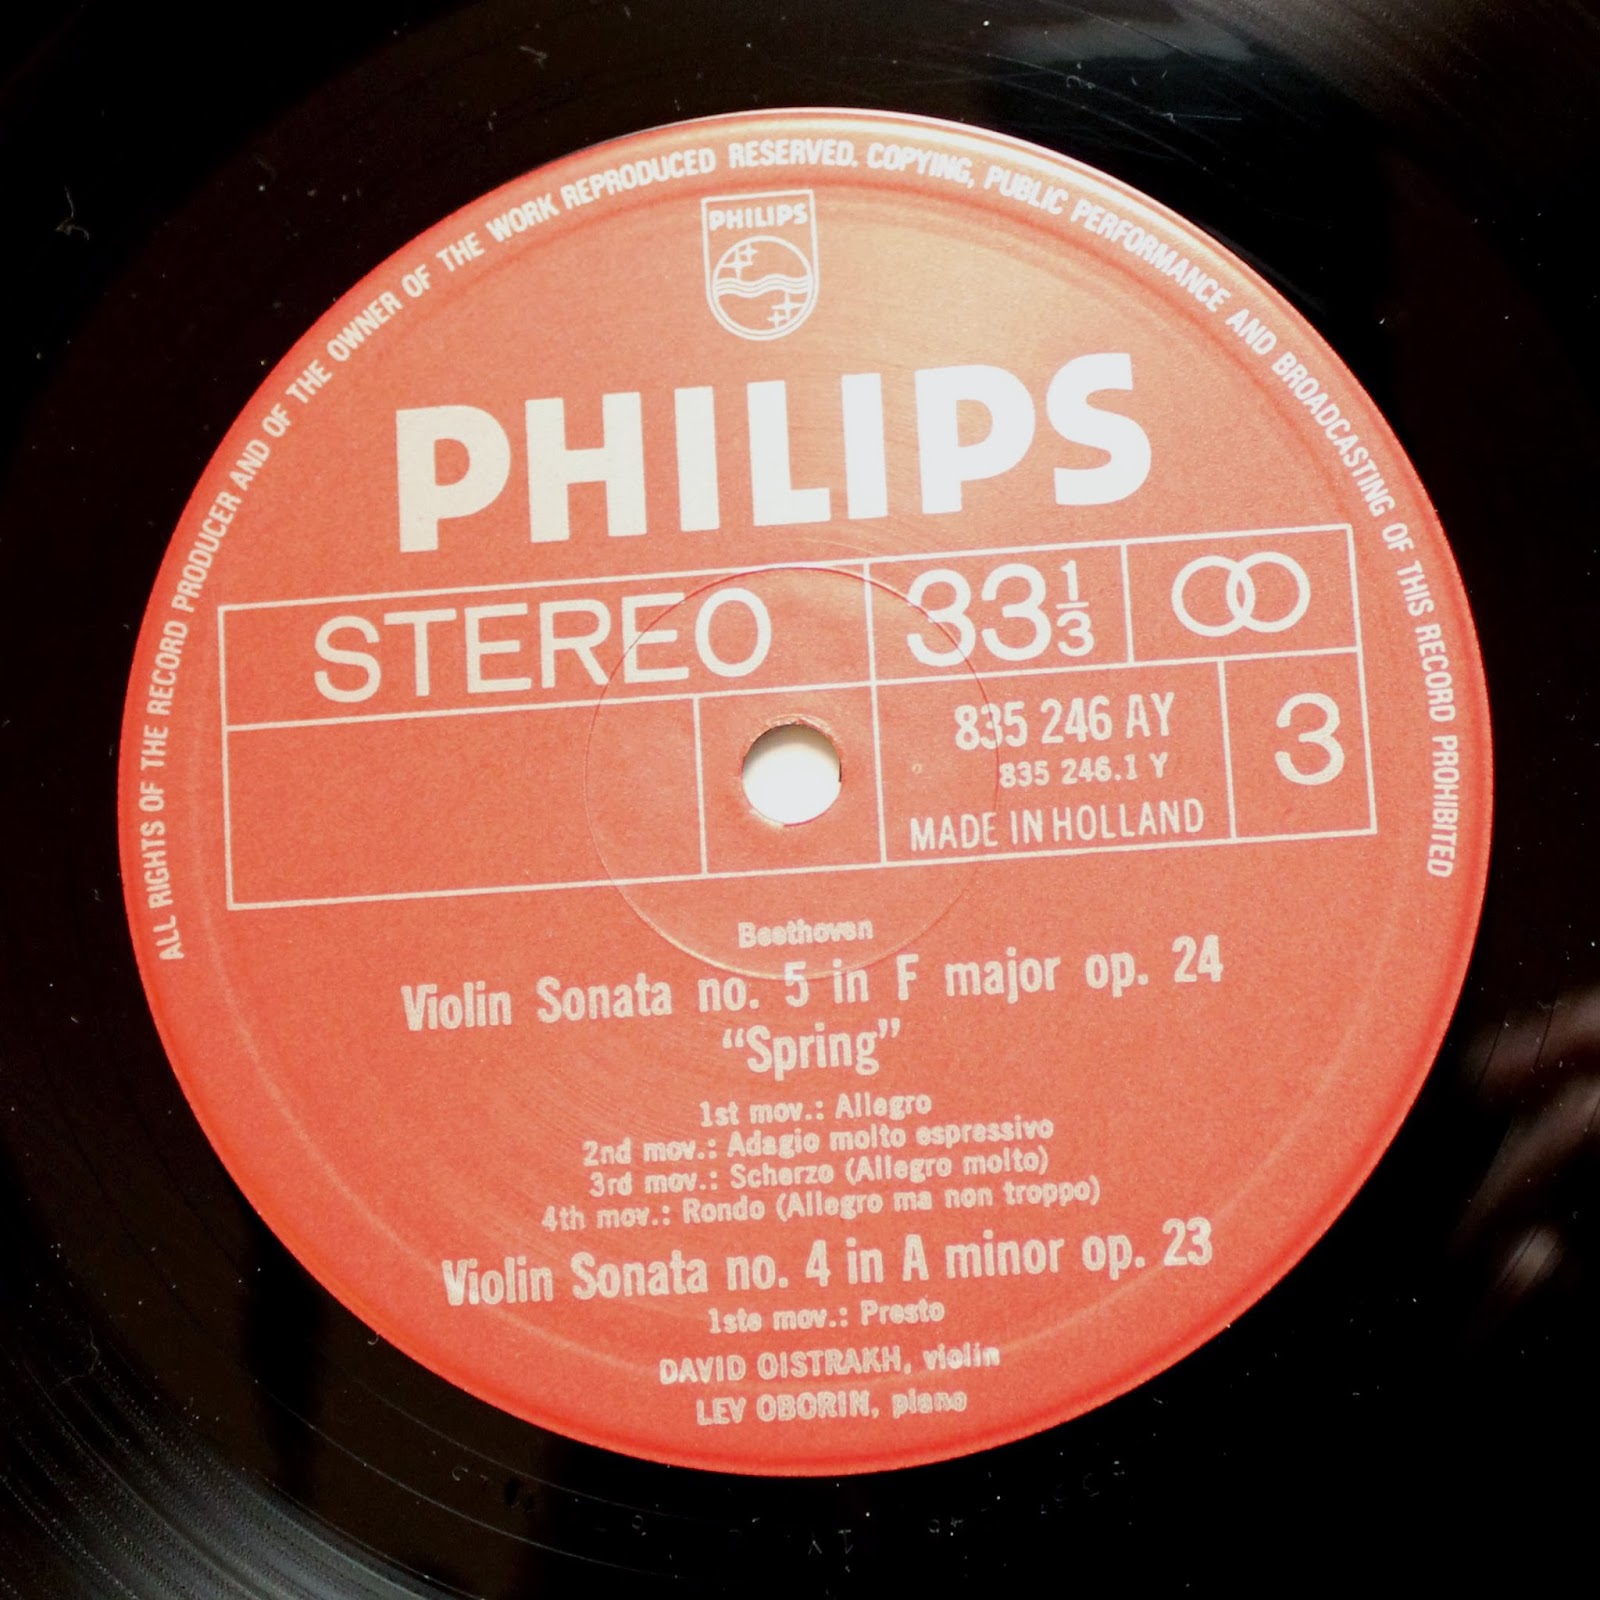 ALL RIGHTS OF THE RECORD PRODUCER AND OF THE OWNER OF THE WORK REPRODUCED RESERVED. COPYING, PUBLIC PERFORMANCE AND BROADCASTING OF THIS RECORD PROHIBITED
PHILIPS
PHILIPS
STEREO
33 1/3
835 246 AY
835 246.1 Y
MADE IN HOLLAND
3
Beethoven
Violin Sonata no. 5 in F major op. 24
“Spring”
1st mov.: Allegro
2nd mov.: Adagio molto espressivo
3rd mov.: Scherzo (Allegro molto)
4th mov.: Rondo (Allegro ma non troppo)
Violin Sonata no. 4 in A minor op. 23
1ste mov.: Presto
DAVID OISTRAKH, violin
LEV OBORIN, piano